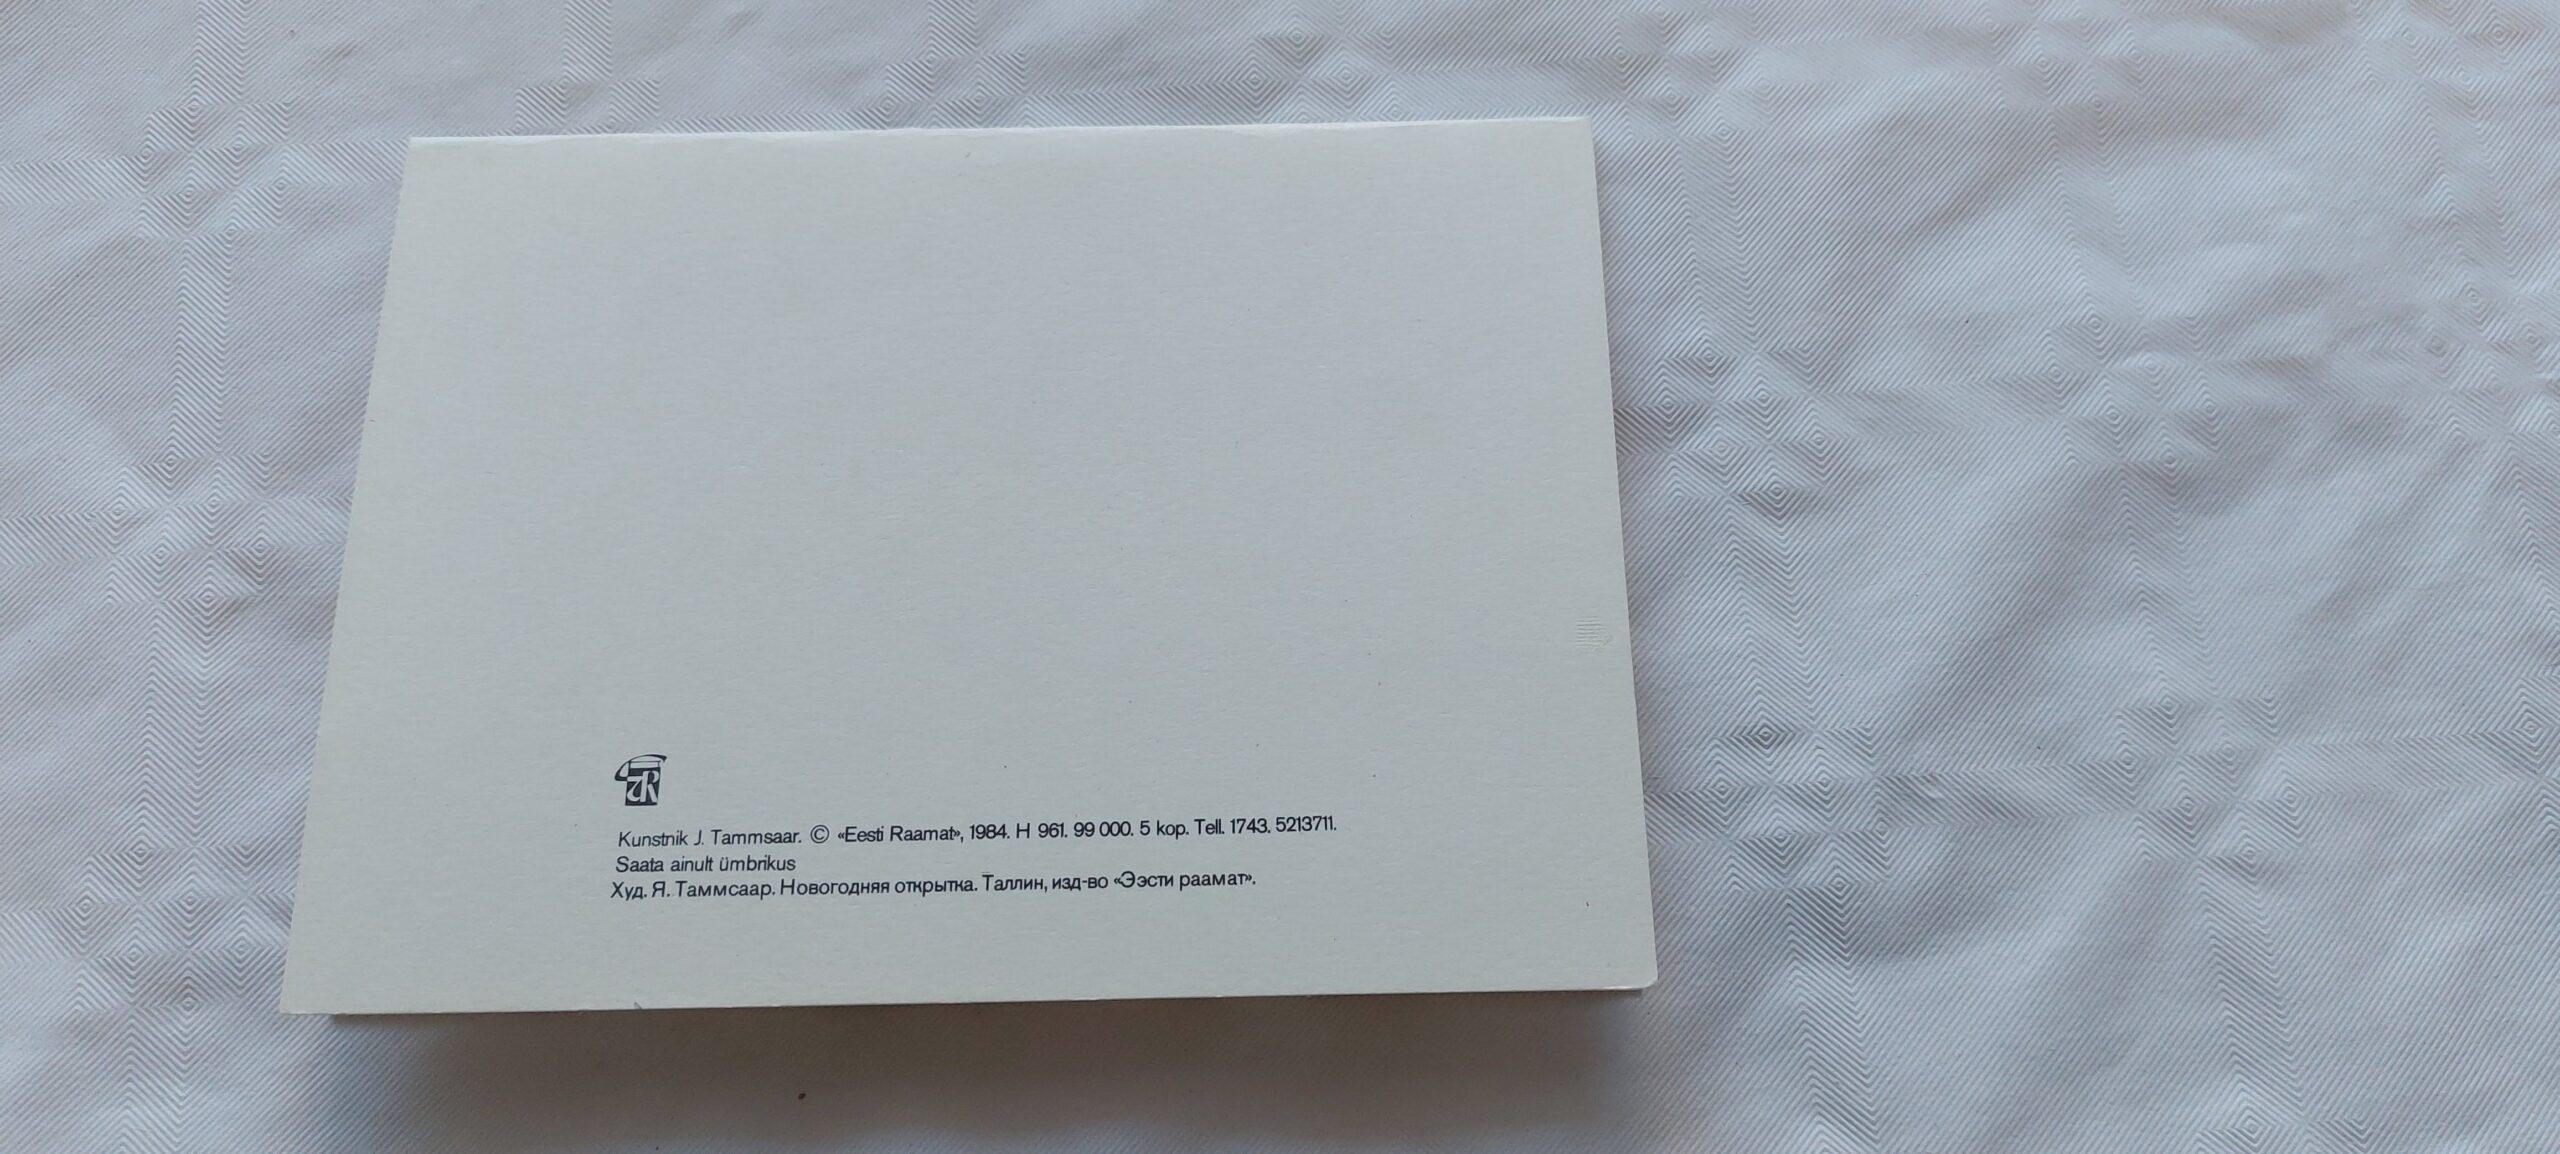 ER
Kunstnik J. Tammsaar. © «Eesti Raamat», 1984. H 961. 99 000. 5 kop. Tell. 1743. 5213711.
Saata ainult ümbrikus
Худ. Я. Таммсаар. Новогодняя открытка. Таллин, изд-во «Ээсти раамат».